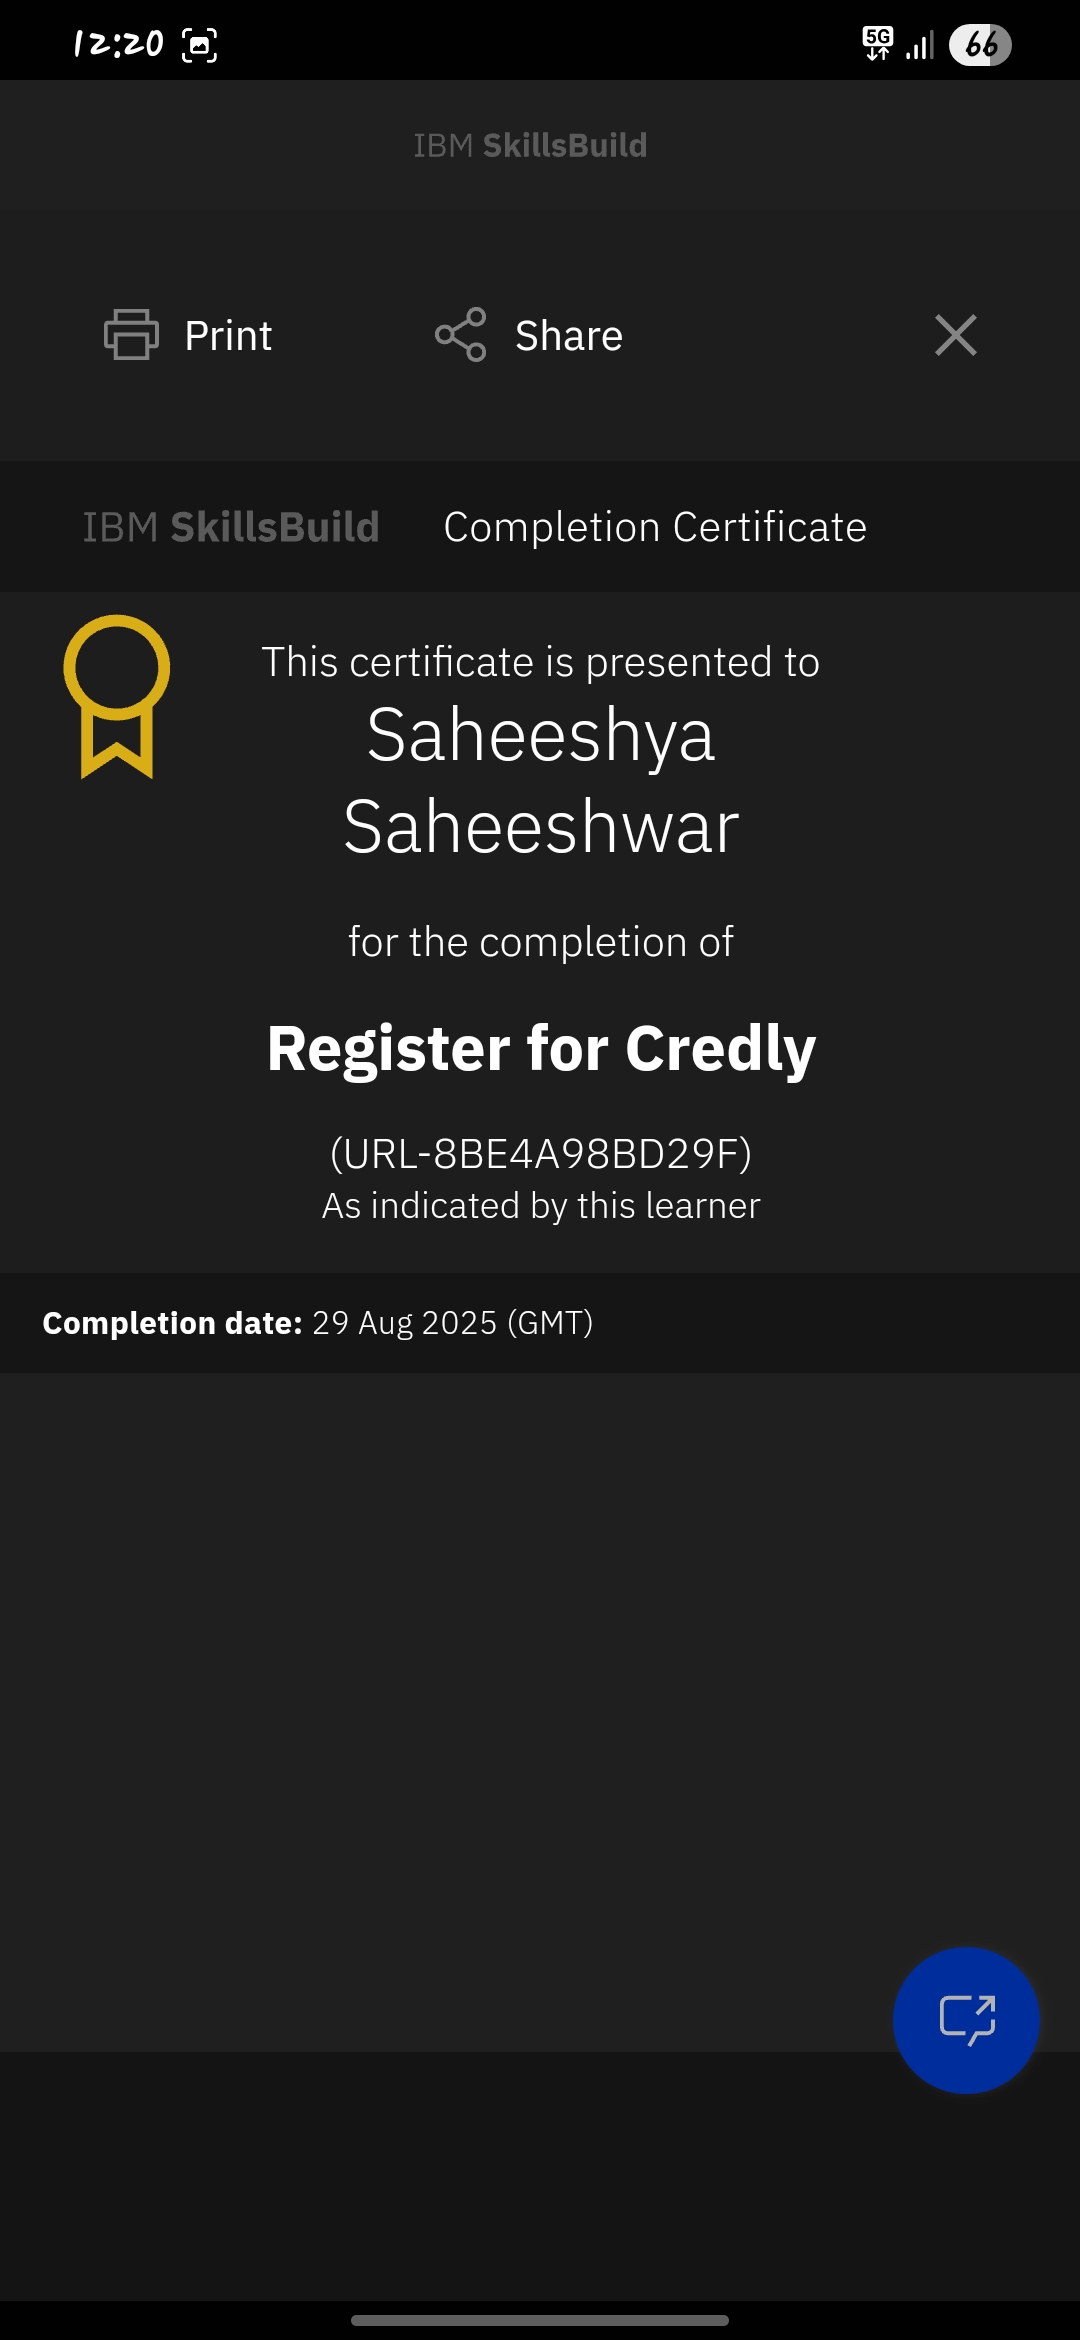 12:20
5G
66
IBM SkillsBuild
Print
Share
IBM SkillsBuild
Completion Certificate
This certificate is presented to
Saheeshya
Saheeshwar
for the completion of
Register for Credly
(URL-8BE4A98BD29F)
As indicated by this learner
Completion date: 29 Aug 2025 (GMT)